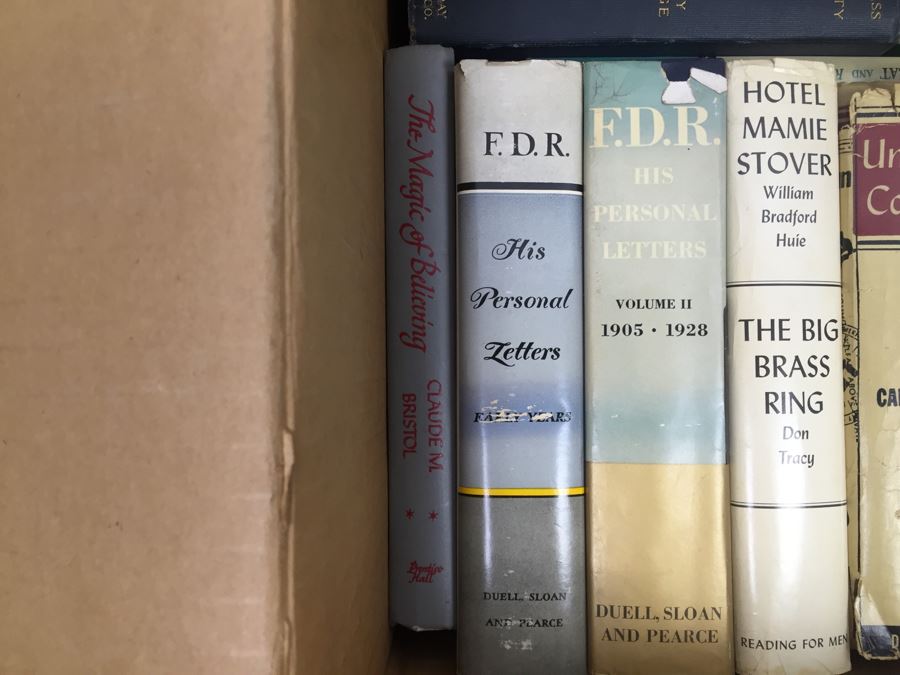 The Magic of Believing
CLAUDE M.
BRISTOL
* *
Prentice
Hall
F.D.R.
His
Personal
Letters
EARLY YEARS
DUELL, SLOAN
AND PEARCE
F.D.R.
HIS
PERSONAL
LETTERS
VOLUME II
1905 · 1928
DUELL, SLOAN
AND PEARCE
HOTEL
MAMIE
STOVER
William
Bradford
Huie
THE BIG
BRASS
RING
Don
Tracy
READING FOR MEN